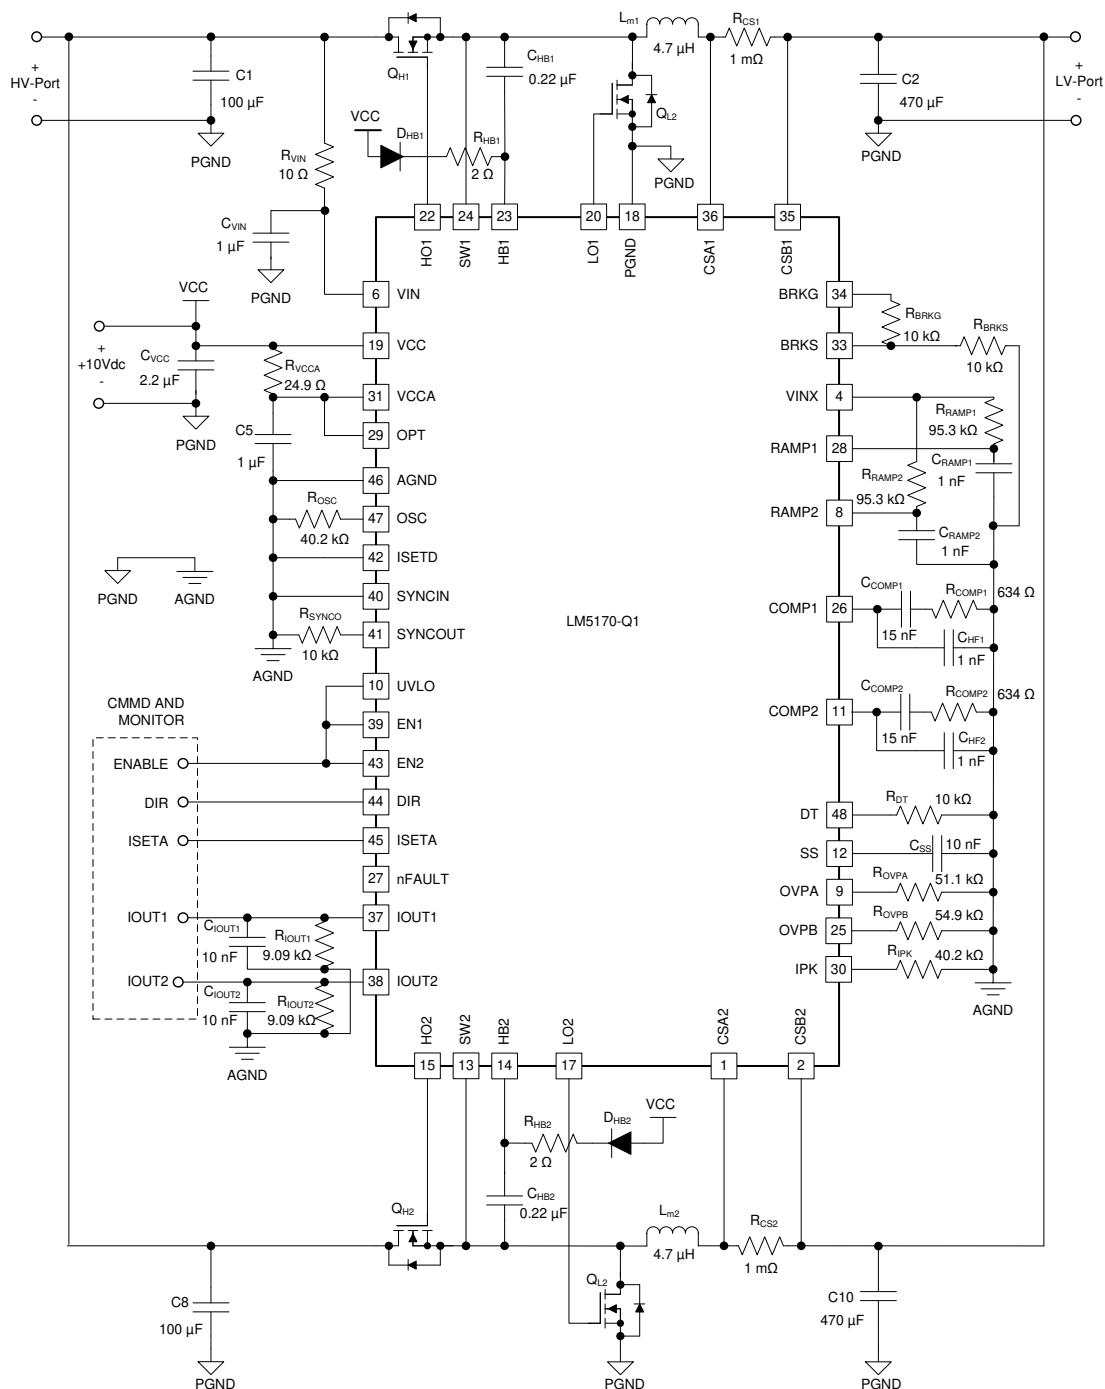 Lm1
RCS1
4.7 µH
1 mΩ
+
HV-Port
-
C1
100 µF
PGND
QH1
CHB1
0.22 µF
QL2
C2
470 µF
PGND
+
LV-Port
-
VCC
DHB1
RHB1
2 Ω
PGND
RVIN
10 Ω
CVIN
1 µF
PGND
22
24
23
20
18
36
35
HO1
SW1
HB1
LO1
PGND
CSA1
CSB1
VCC
+
+10Vdc
-
CVCC
2.2 µF
PGND
RVCCA
24.9 Ω
C5
1 µF
ROSC
40.2 kΩ
RSYNCO
10 kΩ
AGND
PGND
AGND
6 VIN
19 VCC
31 VCCA
29 OPT
46 AGND
47 OSC
42 ISETD
40 SYNCIN
41 SYNCOUT
10 UVLO
39 EN1
43 EN2
44 DIR
45 ISETA
27 nFAULT
37 IOUT1
38 IOUT2
LM5170-Q1
CMMD AND
MONITOR
ENABLE
DIR
ISETA
IOUT1
IOUT2
CIOUT1
10 nF
RIOUT1
9.09 kΩ
CIOUT2
10 nF
RIOUT2
9.09 kΩ
AGND
BRKG 34
BRKS 33
VINX 4
RAMP1 28
RAMP2 8
COMP1 26
COMP2 11
DT 48
SS 12
OVPA 9
OVPB 25
IPK 30
RBRKG
10 kΩ
RBRKS
10 kΩ
RRAMP1
95.3 kΩ
CRAMP1
1 nF
RRAMP2
95.3 kΩ
CRAMP2
1 nF
CCOMP1
15 nF
RCOMP1
634 Ω
CHF1
1 nF
CCOMP2
15 nF
RCOMP2
634 Ω
CHF2
1 nF
RDT
10 kΩ
CSS
10 nF
ROVPA
51.1 kΩ
ROVPB
54.9 kΩ
RIPK
40.2 kΩ
AGND
HO2
SW2
HB2
LO2
CSA2
CSB2
15
13
14
17
1
2
RHB2
2 Ω
DHB2
VCC
CHB2
0.22 µF
QH2
Lm2
4.7 µH
RCS2
1 mΩ
QL2
C8
100 µF
C10
470 µF
PGND
PGND
PGND